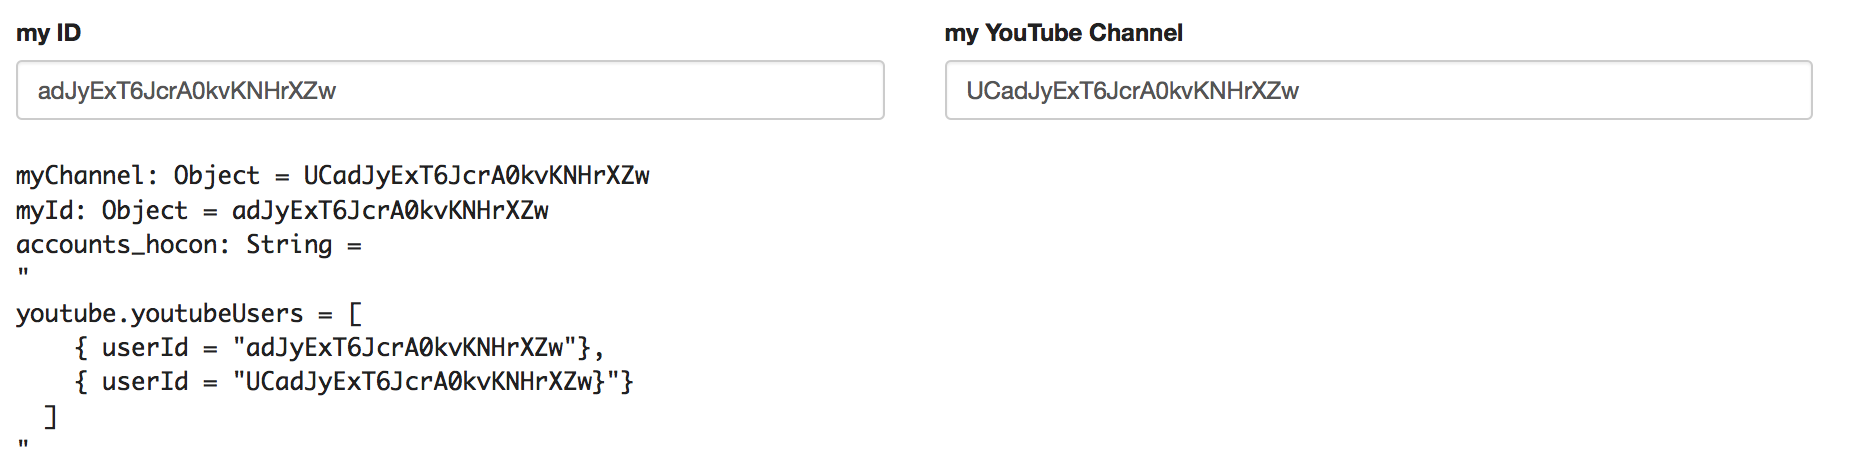 my ID
my YouTube Channel
adJyExT6JcrA0kvKNHrXZw
UCadJyExT6JcrA0kvKNHrXZw
myChannel: Object = UCadJyExT6JcrA0kvKNHrXZw
myId: Object = adJyExT6JcrA0kvKNHrXZw
accounts_hocon: String =
"
youtube.youtubeUsers = [
    { userId = "adJyExT6JcrA0kvKNHrXZw"},
    { userId = "UCadJyExT6JcrA0kvKNHrXZw}"}
  ]
"